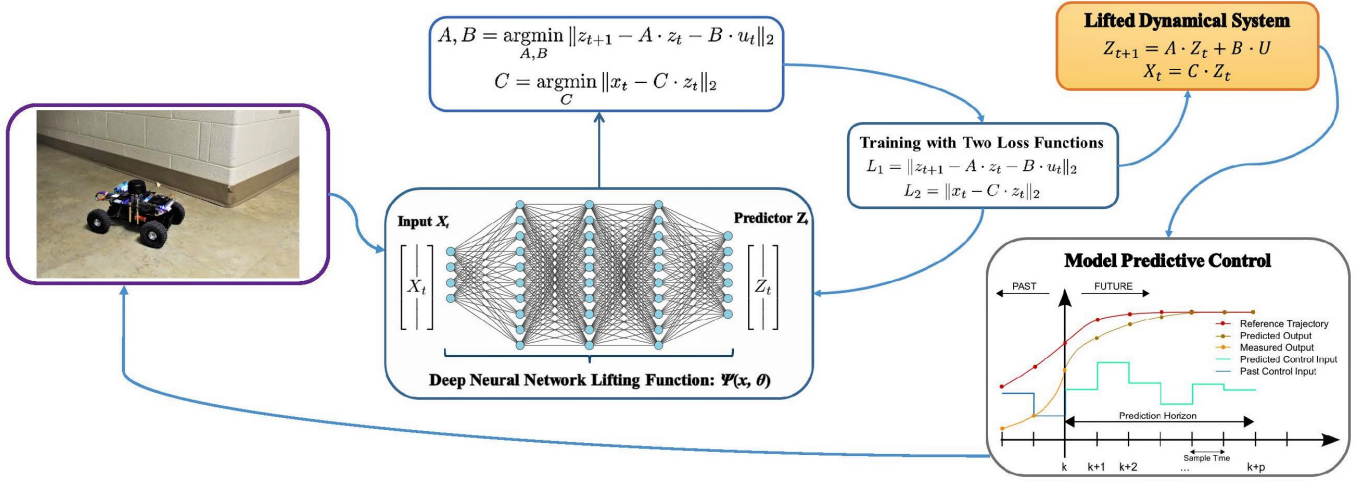 A, B = argmin ‖z_{t+1} − A · z_t − B · u_t‖_2
A,B
C = argmin ‖x_t − C · z_t‖_2
C
Lifted Dynamical System
Z_{t+1} = A · Z_t + B · U
X_t = C · Z_t
Training with Two Loss Functions
L_1 = ‖z_{t+1} − A · z_t − B · u_t‖_2
L_2 = ‖x_t − C · z_t‖_2
Input X_t
Predictor Z_t
X_t
Z_t
Deep Neural Network Lifting Function: Ψ(x, θ)
Model Predictive Control
PAST
FUTURE
Reference Trajectory
Predicted Output
Measured Output
Predicted Control Input
Past Control Input
Prediction Horizon
Sample Tme
k k+1 k+2 ... k+p